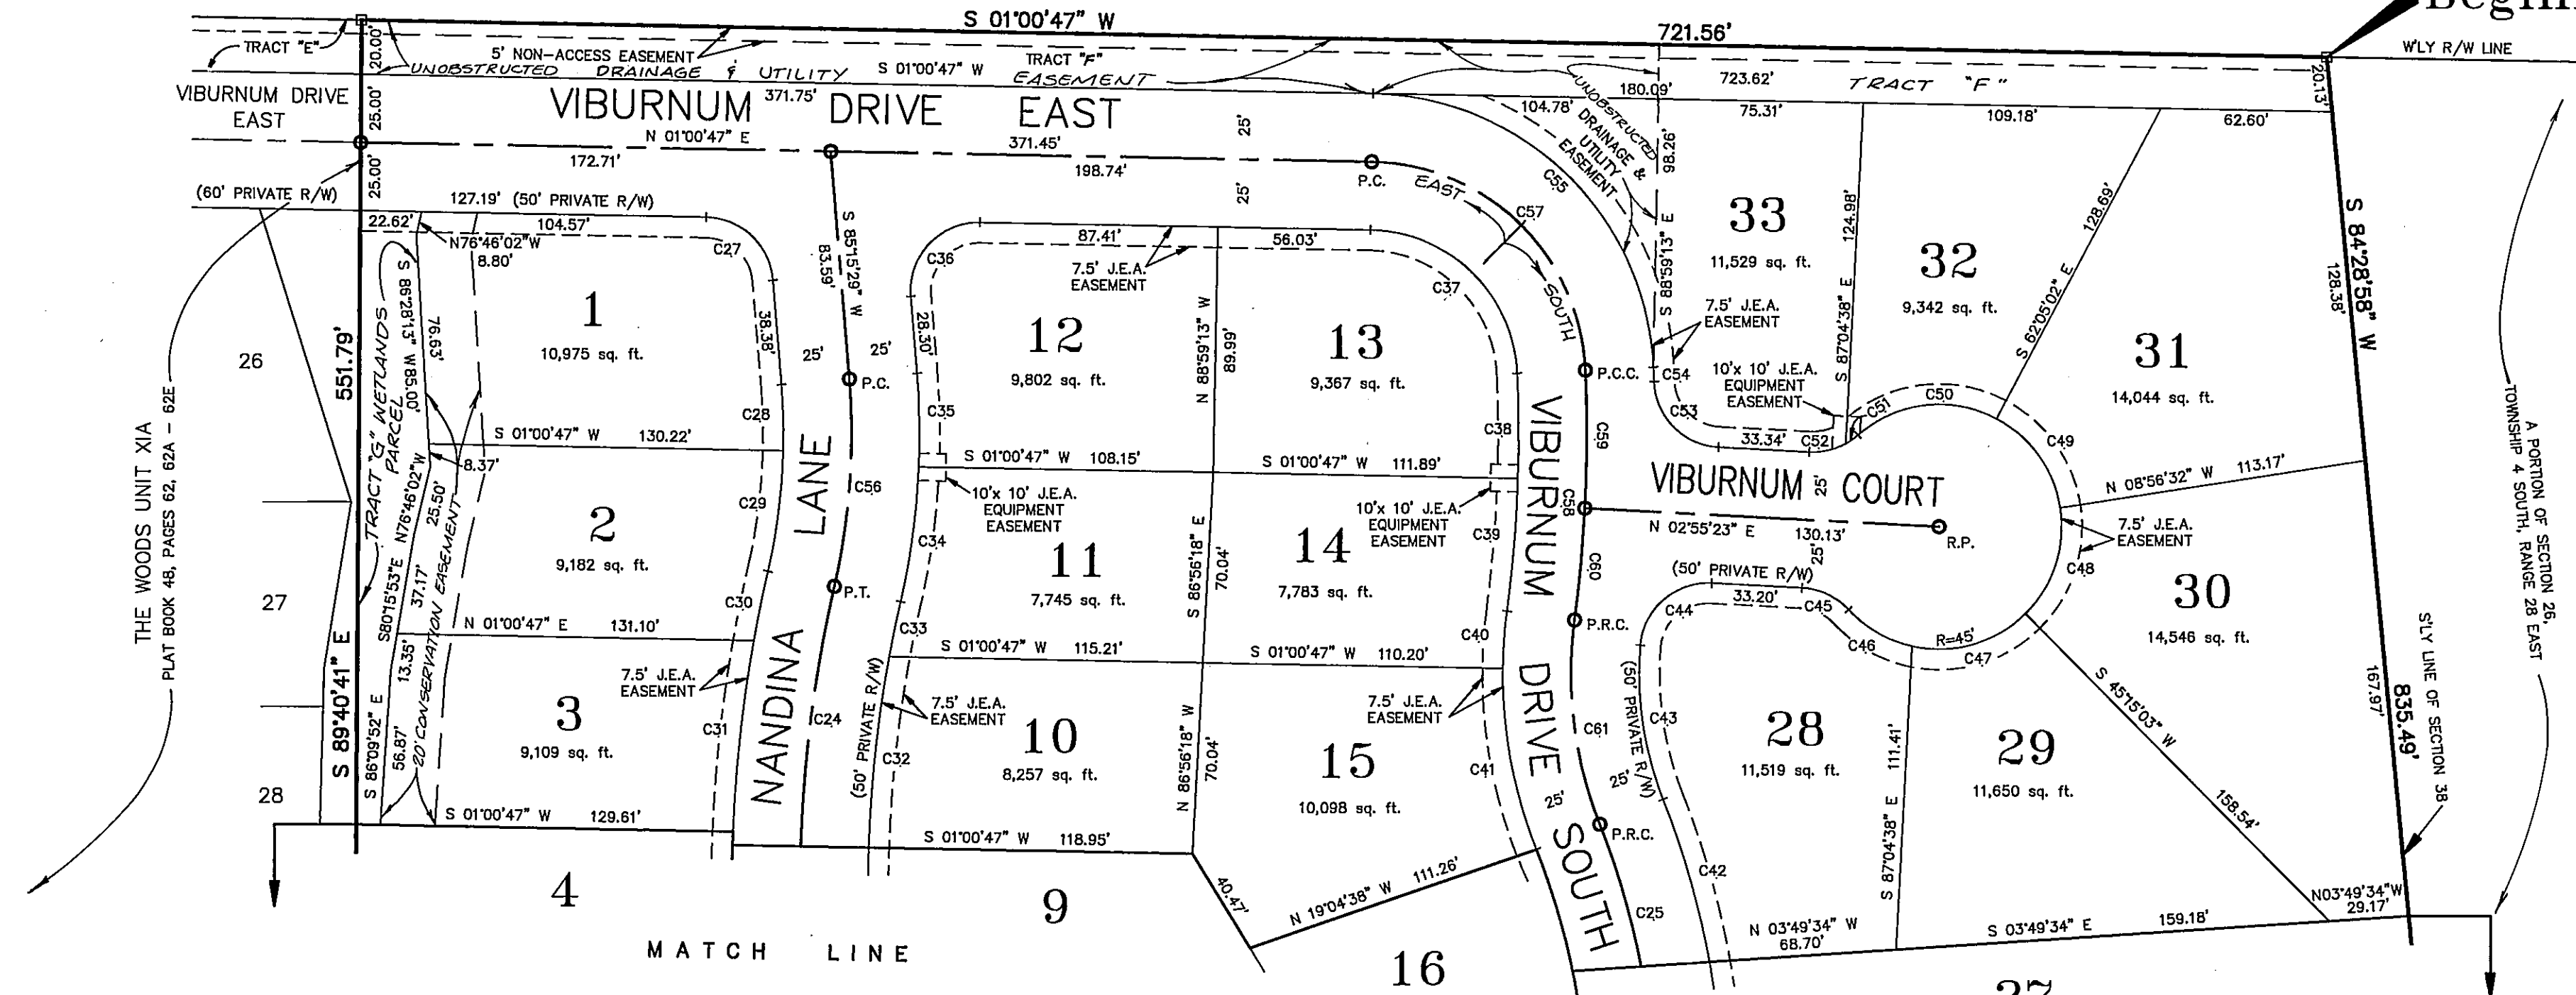 S 01°00'47" W
721.56'
W'LY R/W LINE
TRACT "E"
20.00'
5' NON-ACCESS EASEMENT
TRACT "F"
UNOBSTRUCTED DRAINAGE & UTILITY EASEMENT
S 01°00'47" W
371.75'
723.62'
TRACT "F"
20.13'
180.09'
104.78'
75.31'
109.18'
62.60'
UNOBSTRUCTED
DRAINAGE &
UTILITY
EASEMENT
98.26'
VIBURNUM DRIVE
EAST
25.00'
25.00'
VIBURNUM DRIVE EAST
N 01°00'47" E
371.45'
25'
172.71'
198.74'
25'
P.C.
EAST
SOUTH
C57
C55
(60' PRIVATE R/W)
127.19' (50' PRIVATE R/W)
22.62'
104.57'
N76°46'02"W
8.80'
C27
S 85°15'29" W
83.59'
C36
87.41'
56.03'
7.5' J.E.A.
EASEMENT
C37
S 88°59'13" E
33
11,529 sq. ft.
124.98'
S 87°04'38" E
32
9,342 sq. ft.
128.69'
S 62°05'02" E
S 84°28'58" W
128.38'
31
14,044 sq. ft.
26
551.79'
S 86°28'13" W 85.00'
76.63'
TRACT "G" WETLANDS
PARCEL
1
10,975 sq. ft.
38.38'
25'
25'
28.30'
P.C.
12
9,802 sq. ft.
N 88°59'13" W
89.99'
13
9,367 sq. ft.
P.C.C.
7.5' J.E.A.
EASEMENT
C54
C53
10'x 10' J.E.A.
EQUIPMENT
EASEMENT
C51
C50
C49
C52
33.34'
C28
C35
C38
C59
S 01°00'47" W 130.22'
8.37'
S 01°00'47" W 108.15'
S 01°00'47" W 111.89'
VIBURNUM COURT
25'
N 08°56'32" W 113.17'
N76°46'02"W
25.50'
THE WOODS UNIT XIA
PLAT BOOK 48, PAGES 62, 62A - 62E
C29
C56
C34
10'x 10' J.E.A.
EQUIPMENT
EASEMENT
10'x 10' J.E.A.
EQUIPMENT
EASEMENT
C39
C58
N 02°55'23" E
130.13'
R.P.
7.5' J.E.A.
EASEMENT
2
9,182 sq. ft.
11
7,745 sq. ft.
S 86°56'18" E
70.04'
14
7,783 sq. ft.
C60
25'
(50' PRIVATE R/W)
C48
27
S80°15'53"E
37.17'
P.T.
C30
C33
C40
P.R.C.
C44
33.20'
C45
C46
R=45'
C47
30
14,546 sq. ft.
N 01°00'47" E 131.10'
S 01°00'47" W 115.21'
S 01°00'47" W 110.20'
S 89°40'41" E
13.35'
20' CONSERVATION EASEMENT
7.5' J.E.A.
EASEMENT
NANDINA LANE
(50' PRIVATE R/W)
7.5' J.E.A.
EASEMENT
7.5' J.E.A.
EASEMENT
VIBURNUM DRIVE SOUTH
(50' PRIVATE R/W)
S 45°15'03" W
158.54'
28
S 86°09'52" E
56.87'
3
9,109 sq. ft.
C31
C24
C32
10
8,257 sq. ft.
N 86°56'18" W
70.04'
15
10,098 sq. ft.
C41
C61
25'
25'
C43
28
11,519 sq. ft.
111.41'
S 87°04'38" E
29
11,650 sq. ft.
167.97'
835.49'
S'LY LINE OF SECTION 38
A PORTION OF SECTION 26,
TOWNSHIP 4 SOUTH, RANGE 28 EAST
S 01°00'47" W 129.61'
S 01°00'47" W 118.95'
P.R.C.
C42
C25
4
9
40.47'
N 19°04'38" W 111.26'
16
N 03°49'34" W
68.70'
S 03°49'34" E 159.18'
N03°49'34"W
29.17'
MATCH LINE